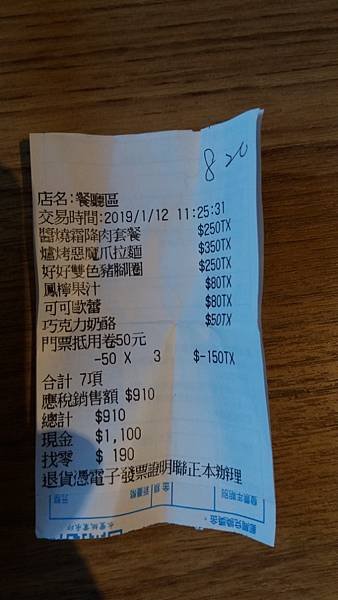 820
店名:餐廳區
交易時間:2019/1/12 11:25:31
醬燒霜降肉套餐 $250TX
爐烤惡魔爪拉麵 $350TX
好好雙色豬腳圈 $250TX
鳳檸果汁 $80TX
可可歐蕾 $80TX
巧克力奶酪 $50TX
門票抵用卷50元
-50 X 3 $-150TX
合計 7項
應稅銷售額 $910
總計 $910
現金 $1,100
找零 $ 190
退貨憑電子發票證明聯正本辦理